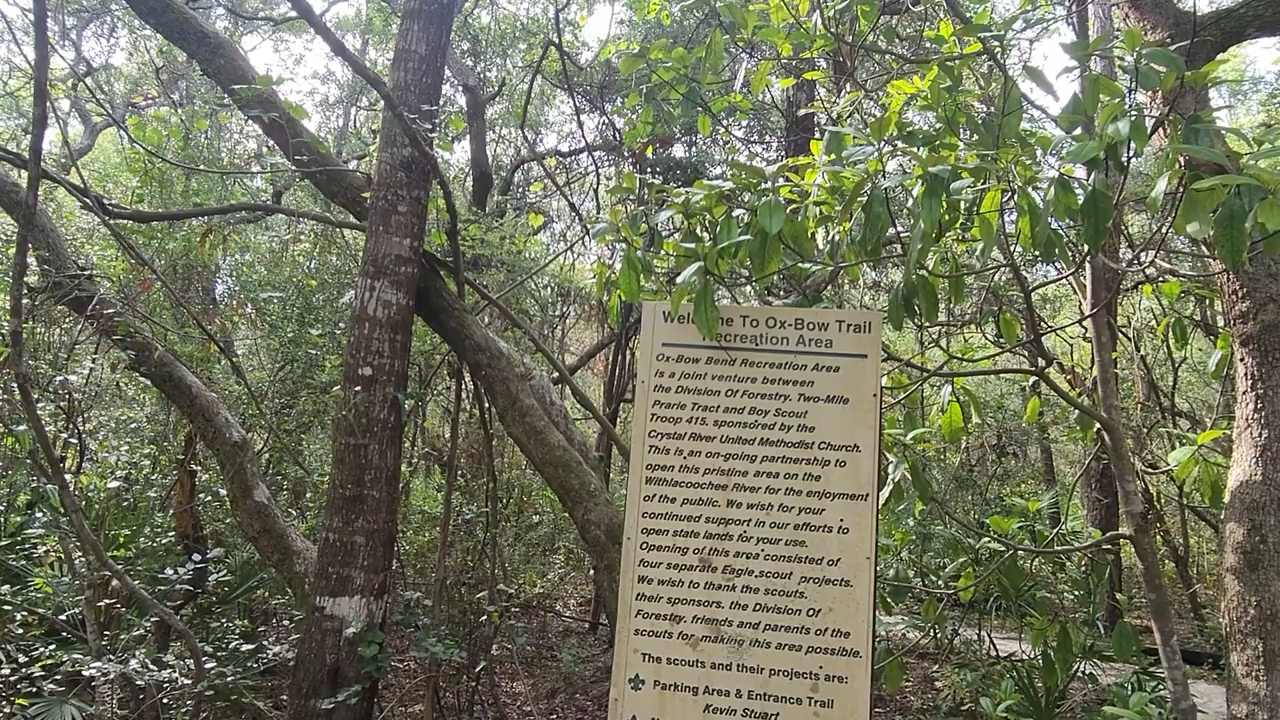 Welcome To Ox-Bow Trail
Recreation Area
Ox-Bow Bend Recreation Area
is a joint venture between
the Division Of Forestry. Two-Mile
Prarie Tract and Boy Scout
Troop 415. sponsored by the
Crystal River United Methodist Church.
This is an on-going partnership to
open this pristine area on the
Withlacoochee River for the enjoyment
of the public. We wish for your
continued support in our efforts to
open state lands for your use.
Opening of this area consisted of
four separate Eagle scout projects.
We wish to thank the scouts.
their sponsors. the Division Of
Forestry. friends and parents of the
scouts for making this area possible.
The scouts and their projects are:
Parking Area & Entrance Trail
Kevin Stuart